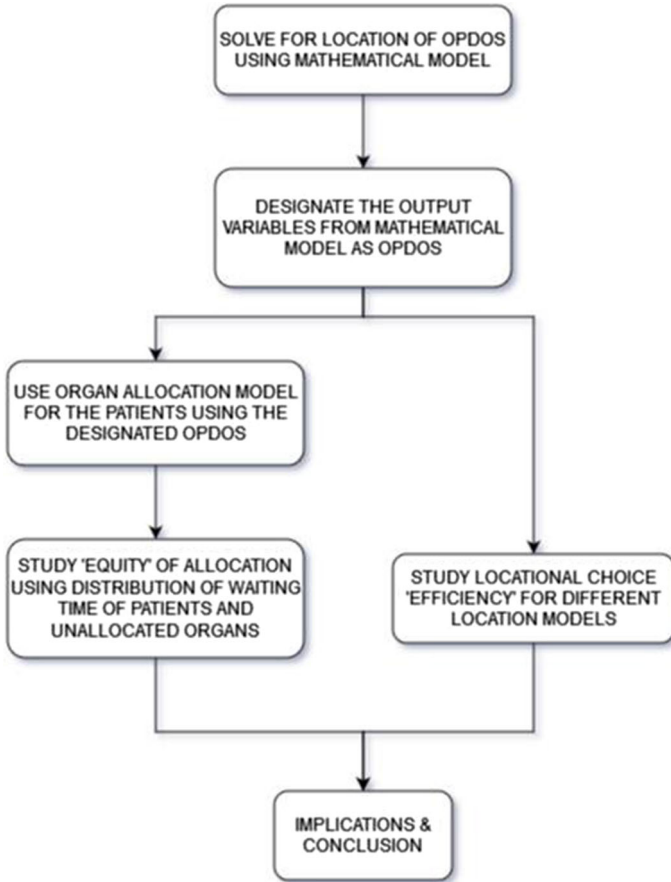 SOLVE FOR LOCATION OF OPDOS
USING MATHEMATICAL MODEL
DESIGNATE THE OUTPUT
VARIABLES FROM MATHEMATICAL
MODEL AS OPDOS
USE ORGAN ALLOCATION MODEL
FOR THE PATIENTS USING THE
DESIGNATED OPDOS
STUDY 'EQUITY' OF ALLOCATION
USING DISTRIBUTION OF WAITING
TIME OF PATIENTS AND
UNALLOCATED ORGANS
STUDY LOCATIONAL CHOICE
'EFFICIENCY' FOR DIFFERENT
LOCATION MODELS
IMPLICATIONS &
CONCLUSION